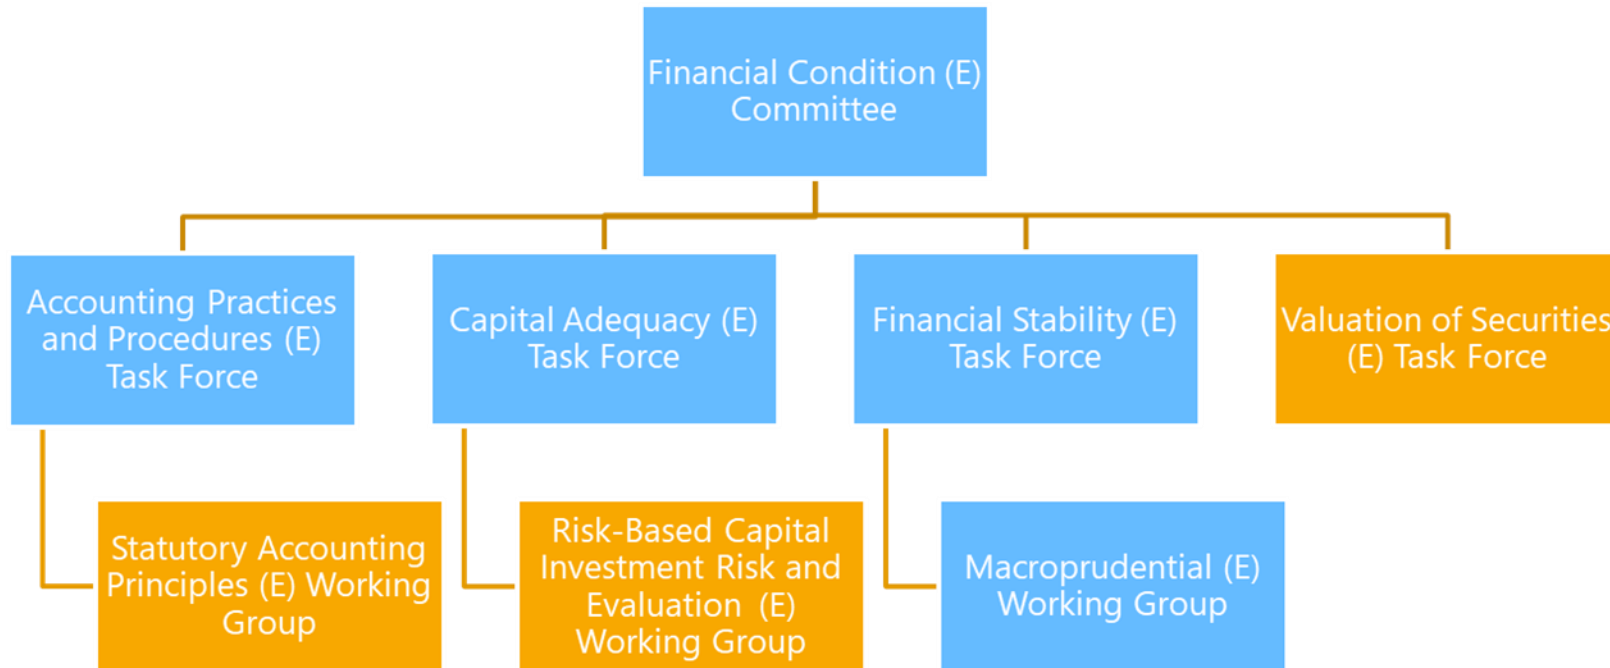 Financial Condition (E)
Committee
Accounting Practices
and Procedures (E)
Task Force
Capital Adequacy (E)
Task Force
Financial Stability (E)
Task Force
Valuation of Securities
(E) Task Force
Statutory Accounting
Principles (E) Working
Group
Risk-Based Capital
Investment Risk and
Evaluation (E)
Working Group
Macroprudential (E)
Working Group